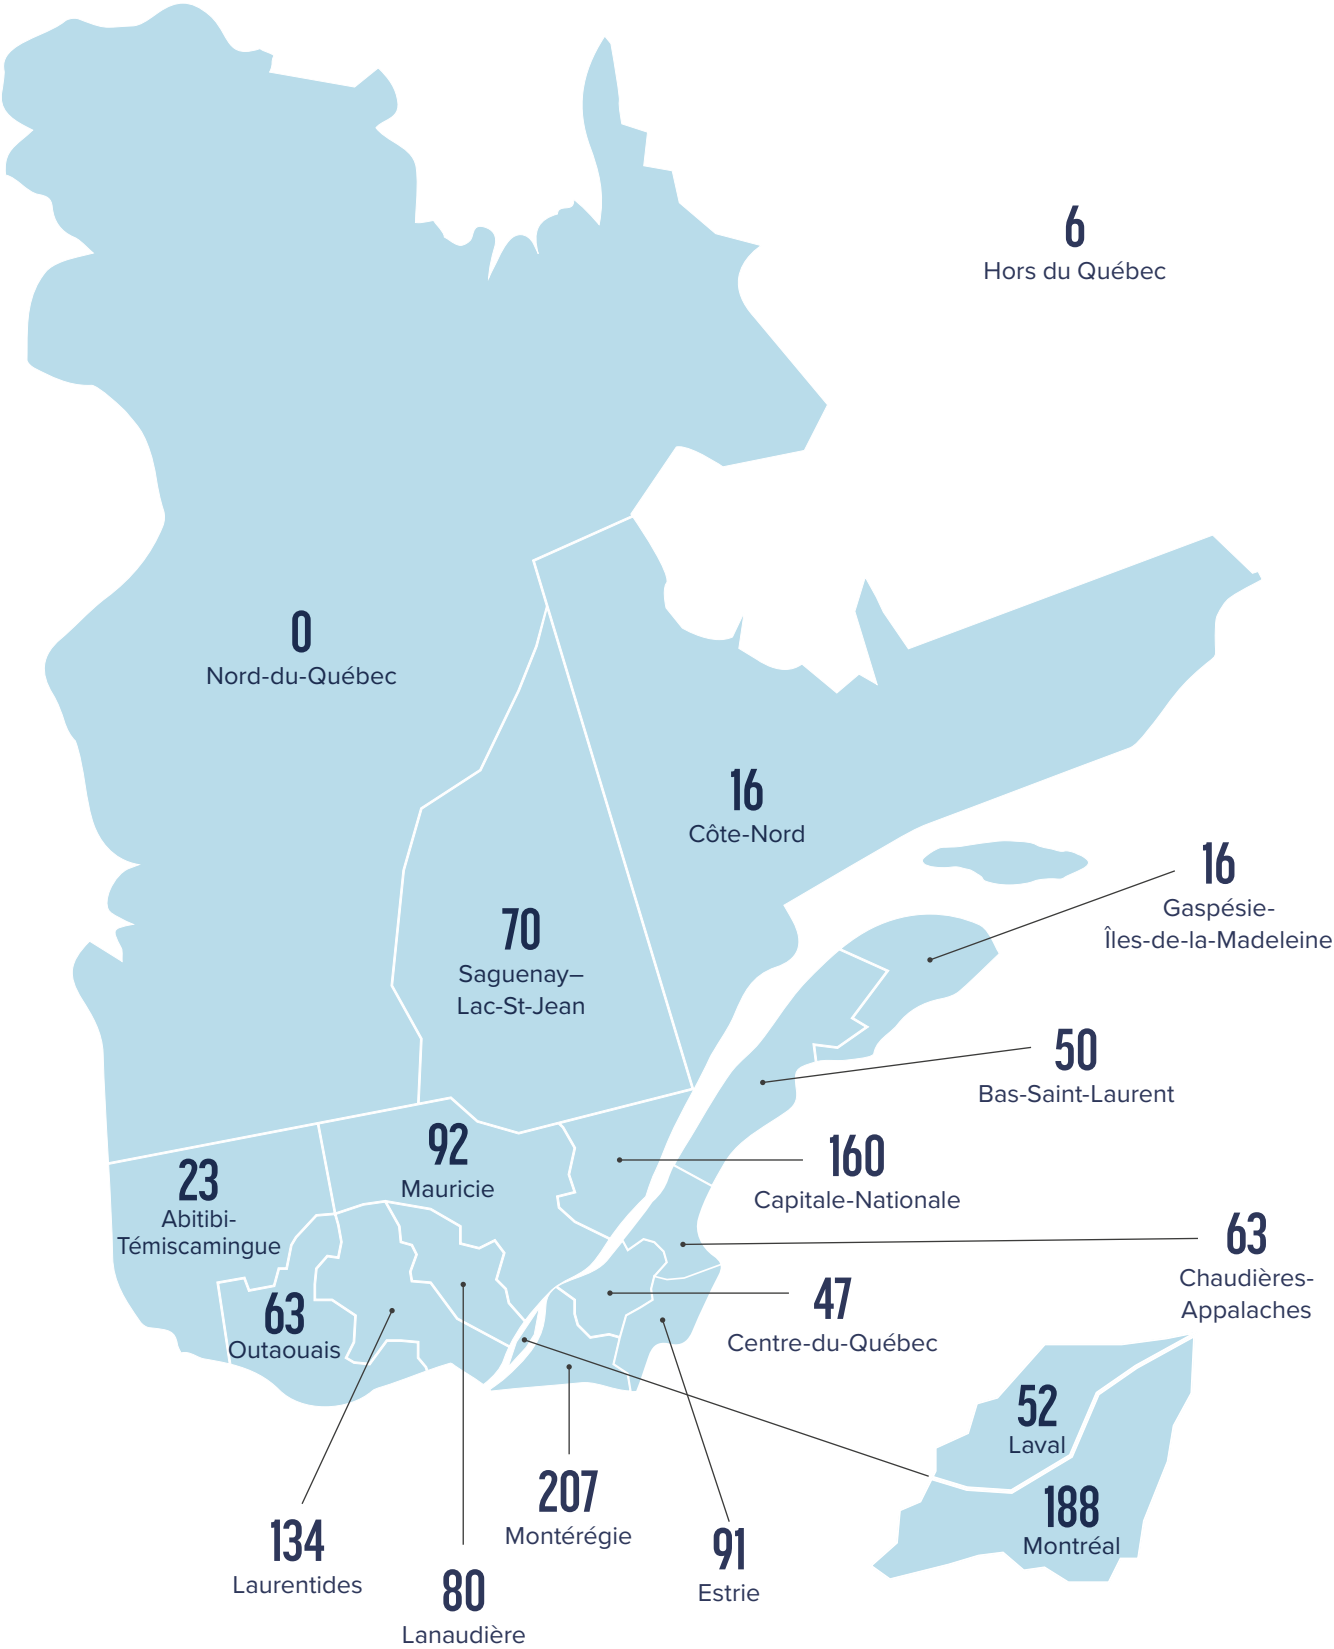 6
Hors du Québec
0
Nord-du-Québec
16
Côte-Nord
16
Gaspésie-
Îles-de-la-Madeleine
70
Saguenay–
Lac-St-Jean
50
Bas-Saint-Laurent
92
Mauricie
160
Capitale-Nationale
23
Abitibi-
Témiscamingue
63
Chaudières-
Appalaches
63
Outaouais
47
Centre-du-Québec
52
Laval
188
Montréal
207
Montérégie
134
Laurentides
91
Estrie
80
Lanaudière